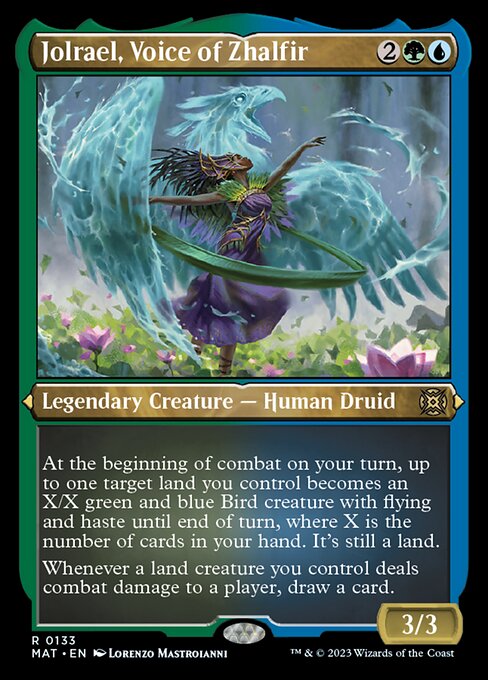 Jolrael, Voice of Zhalfir 2
Legendary Creature — Human Druid
At the beginning of combat on your turn, up
to one target land you control becomes an
X/X green and blue Bird creature with flying
and haste until end of turn, where X is the
number of cards in your hand. It's still a land.
Whenever a land creature you control deals
combat damage to a player, draw a card.
3/3
R 0133
MAT • EN Lorenzo Mastroianni
™ & © 2023 Wizards of the Coast